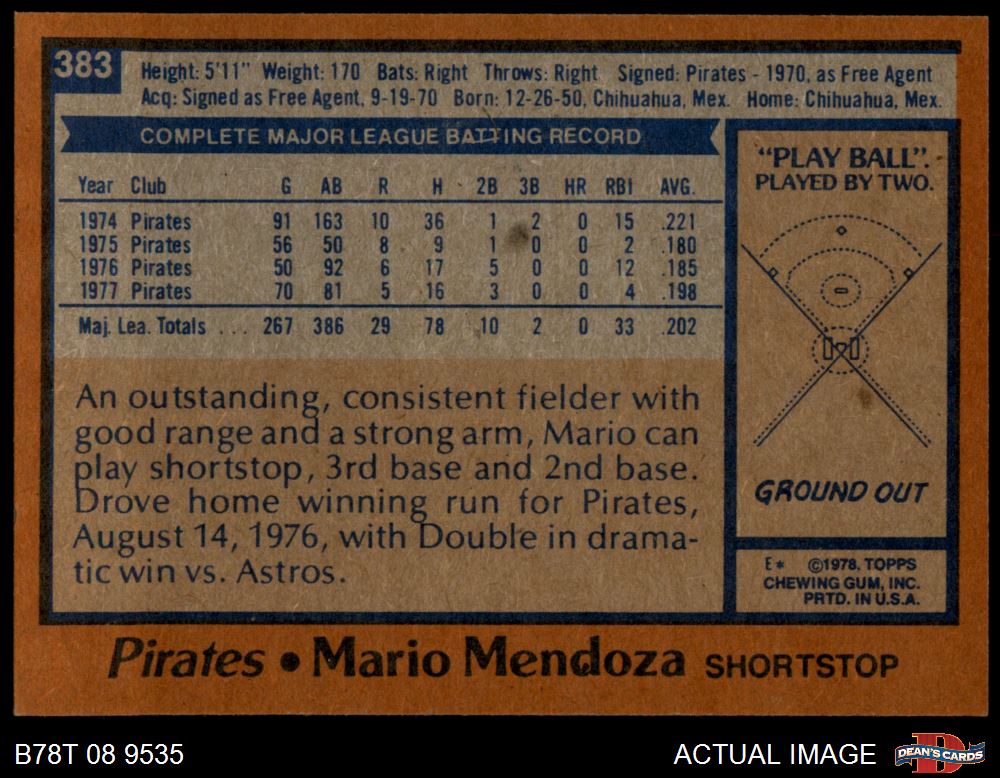 383
Height: 5'11" Weight: 170 Bats: Right Throws: Right Signed: Pirates - 1970, as Free Agent
Acq: Signed as Free Agent, 9-19-70 Born: 12-26-50, Chihuahua, Mex. Home: Chihuahua, Mex.
COMPLETE MAJOR LEAGUE BATTING RECORD
Year Club G AB R H 2B 3B HR RBI AVG.
1974 Pirates 91 163 10 36 1 2 0 15 .221
1975 Pirates 56 50 8 9 1 0 0 2 .180
1976 Pirates 50 92 6 17 5 0 0 12 .185
1977 Pirates 70 81 5 16 3 0 0 4 .198
Maj. Lea. Totals ... 267 386 29 78 10 2 0 33 .202
An outstanding, consistent fielder with
good range and a strong arm, Mario can
play shortstop, 3rd base and 2nd base.
Drove home winning run for Pirates,
August 14, 1976, with Double in drama-
tic win vs. Astros.
"PLAY BALL".
PLAYED BY TWO.
GROUND OUT
E* ©1978. TOPPS
CHEWING GUM, INC.
PRTD. IN U.S.A.
Pirates • Mario Mendoza SHORTSTOP
B78T 08 9535
ACTUAL IMAGE
DEAN'S CARDS